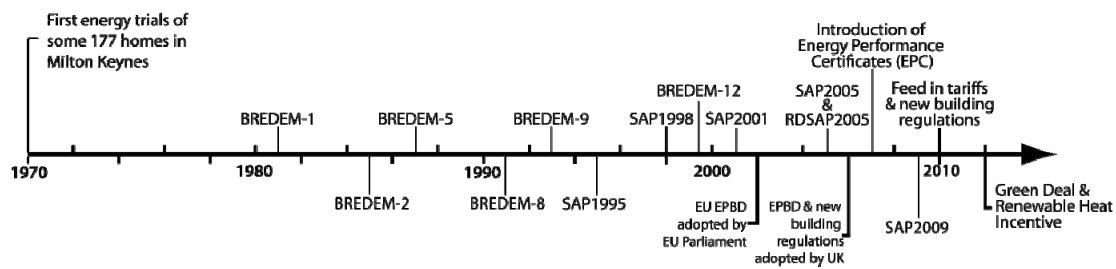 First energy trials of
some 177 homes in
Milton Keynes
Introduction of
Energy Performance
Certificates (EPC)
BREDEM-12
SAP2005
&
RDSAP2005
Feed in tariffs
& new building
regulations
BREDEM-1
BREDEM-5
BREDEM-9
SAP1998
SAP2001
1970
1980
1990
2000
2010
BREDEM-2
BREDEM-8
SAP1995
EU EPBD
adopted by
EU Parliament
EPBD & new
building
regulations
adopted by UK
SAP2009
Green Deal &
Renewable Heat
Incentive